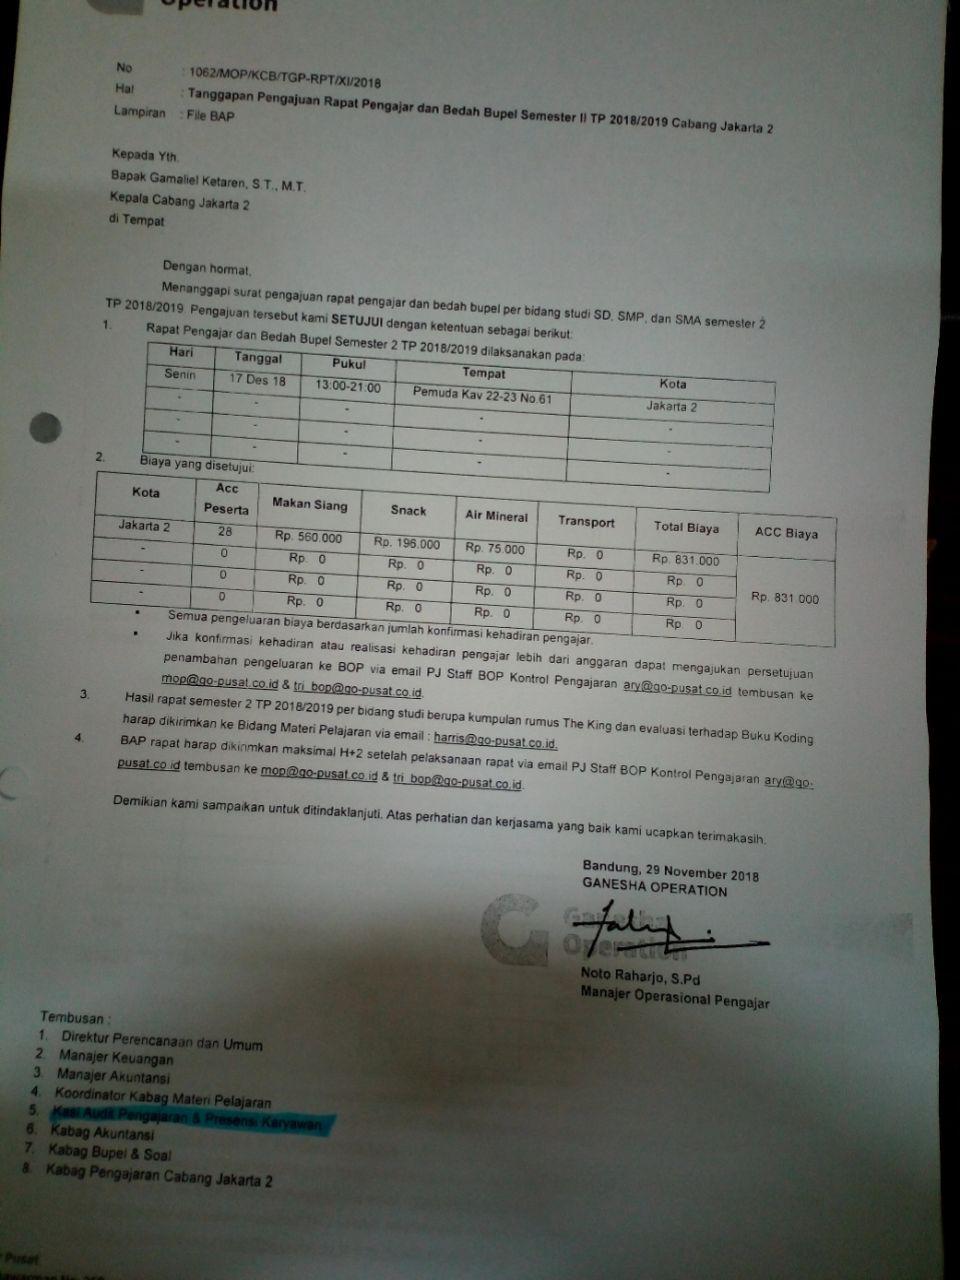 Operation
No : 1062/MOP/KCB/TGP-RPT/XI/2018
Hal : Tanggapan Pengajuan Rapat Pengajar dan Bedah Bupel Semester II TP 2018/2019 Cabang Jakarta 2
Lampiran : File BAP
Kepada Yth.
Bapak Gamaliel Ketaren, S.T., M.T.
Kepala Cabang Jakarta 2
di Tempat
Dengan hormat,
Menanggapi surat pengajuan rapat pengajar dan bedah bupel per bidang studi SD, SMP, dan SMA semester 2
TP 2018/2019. Pengajuan tersebut kami SETUJUI dengan ketentuan sebagai berikut:
1. Rapat Pengajar dan Bedah Bupel Semester 2 TP 2018/2019 dilaksanakan pada:
Hari Tanggal Pukul Tempat Kota
Senin 17 Des 18 13:00-21:00 Pemuda Kav 22-23 No.61 Jakarta 2
- - - - -
- - - - -
- - - - -
2. Biaya yang disetujui:
Kota Acc Peserta Makan Siang Snack Air Mineral Transport Total Biaya ACC Biaya
Jakarta 2 28 Rp. 560.000 Rp. 196.000 Rp. 75.000 Rp. 0 Rp. 831.000 Rp. 831.000
- 0 Rp. 0 Rp. 0 Rp. 0 Rp. 0 Rp. 0
- 0 Rp. 0 Rp. 0 Rp. 0 Rp. 0 Rp. 0
- 0 Rp. 0 Rp. 0 Rp. 0 Rp. 0 Rp. 0
• Semua pengeluaran biaya berdasarkan jumlah konfirmasi kehadiran pengajar.
• Jika konfirmasi kehadiran atau realisasi kehadiran pengajar lebih dari anggaran dapat mengajukan persetujuan
penambahan pengeluaran ke BOP via email PJ Staff BOP Kontrol Pengajaran ary@go-pusat.co.id tembusan ke
mop@go-pusat.co.id & tri_bop@go-pusat.co.id.
3. Hasil rapat semester 2 TP 2018/2019 per bidang studi berupa kumpulan rumus The King dan evaluasi terhadap Buku Koding
harap dikirimkan ke Bidang Materi Pelajaran via email : harris@go-pusat.co.id.
4. BAP rapat harap dikirimkan maksimal H+2 setelah pelaksanaan rapat via email PJ Staff BOP Kontrol Pengajaran ary@go-
pusat.co.id tembusan ke mop@go-pusat.co.id & tri_bop@go-pusat.co.id.
Demikian kami sampaikan untuk ditindaklanjuti. Atas perhatian dan kerjasama yang baik kami ucapkan terimakasih.
Bandung, 29 November 2018
GANESHA OPERATION
Ganesha
Operation
Noto Raharjo, S.Pd
Manajer Operasional Pengajar
Tembusan :
1. Direktur Perencanaan dan Umum
2. Manajer Keuangan
3. Manajer Akuntansi
4. Koordinator Kabag Materi Pelajaran
5. Kasi Audit Pengajaran & Presensi Karyawan
6. Kabag Akuntansi
7. Kabag Bupel & Soal
8. Kabag Pengajaran Cabang Jakarta 2
Pusat